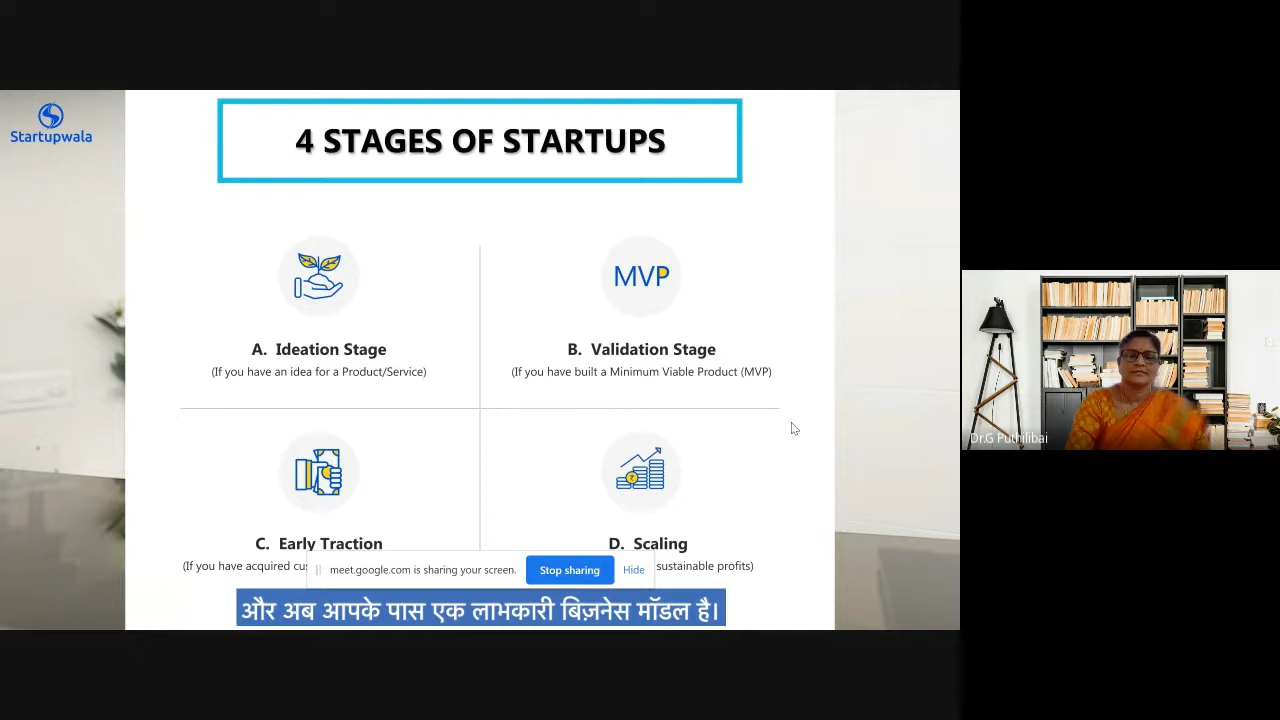 Startupwala
4 STAGES OF STARTUPS
MVP
A. Ideation Stage
(If you have an idea for a Product/Service)
B. Validation Stage
(If you have built a Minimum Viable Product (MVP)
C. Early Traction
(If you have acquired
D. Scaling
sustainable profits)
meet.google.com is sharing your screen.
Stop sharing
Hide
और अब आपके पास एक लाभकारी बिज़नेस मॉडल है।
Dr.G Puthilibai